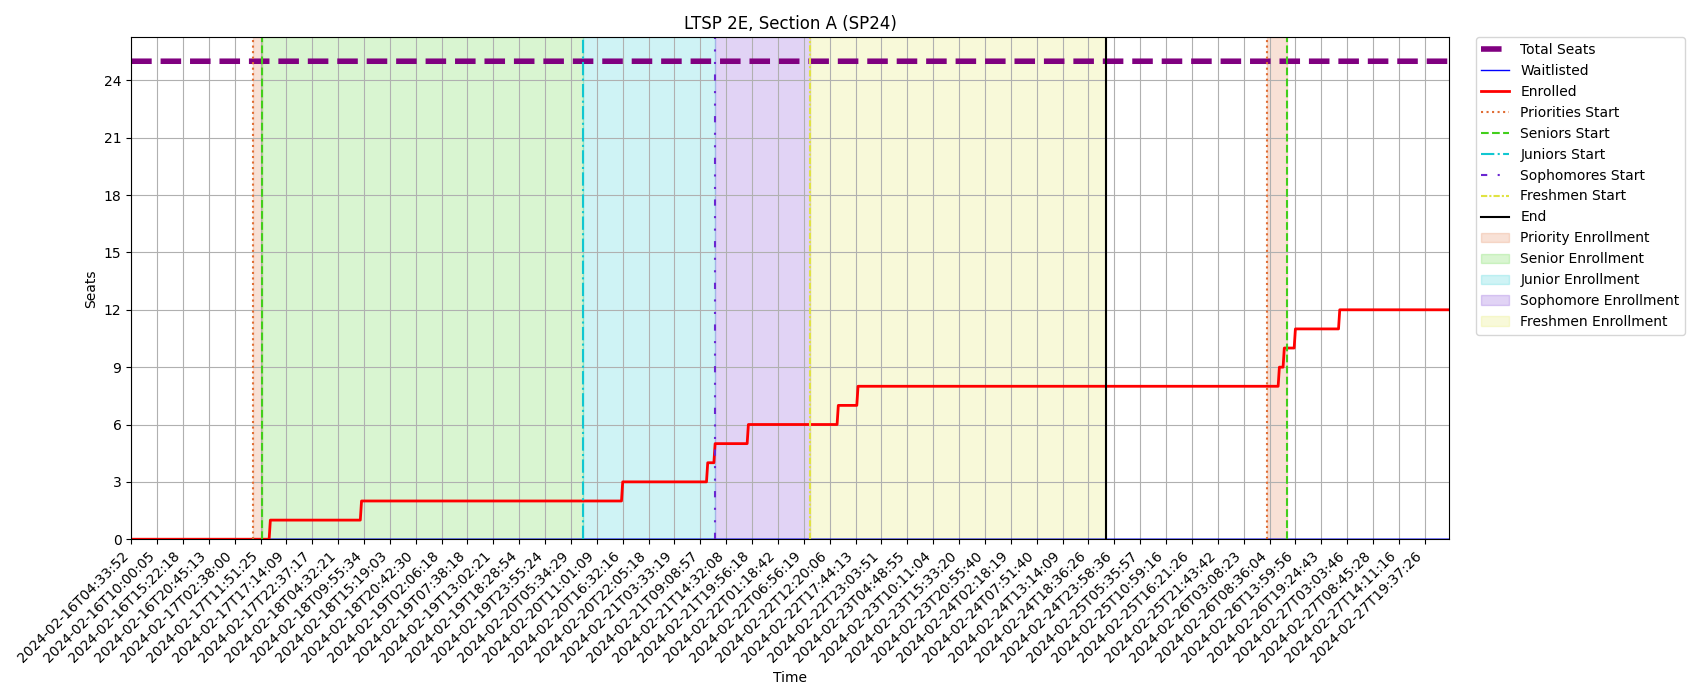 LTSP 2E, Section A (SP24)
Seats
24
21
18
15
12
9
6
3
0
2024-02-16T04:33:52
2024-02-16T10:00:05
2024-02-16T15:22:18
2024-02-16T20:45:13
2024-02-17T02:38:00
2024-02-17T11:51:25
2024-02-17T17:14:09
2024-02-17T22:37:17
2024-02-18T04:32:21
2024-02-18T09:55:34
2024-02-18T15:19:03
2024-02-18T20:42:30
2024-02-19T02:06:18
2024-02-19T07:38:18
2024-02-19T13:02:21
2024-02-19T18:28:54
2024-02-19T23:55:24
2024-02-20T05:34:29
2024-02-20T11:01:09
2024-02-20T16:32:16
2024-02-20T22:05:18
2024-02-21T03:33:19
2024-02-21T09:08:57
2024-02-21T14:32:08
2024-02-21T19:56:18
2024-02-22T01:18:42
2024-02-22T06:56:19
2024-02-22T12:20:06
2024-02-22T17:44:13
2024-02-22T23:03:51
2024-02-23T04:48:55
2024-02-23T10:11:04
2024-02-23T15:33:20
2024-02-23T20:55:40
2024-02-24T02:18:19
2024-02-24T07:51:40
2024-02-24T13:14:09
2024-02-24T18:36:26
2024-02-24T23:58:36
2024-02-25T05:35:57
2024-02-25T10:59:16
2024-02-25T16:21:26
2024-02-25T21:43:42
2024-02-26T03:08:23
2024-02-26T08:36:04
2024-02-26T13:59:56
2024-02-26T19:24:43
2024-02-27T03:03:46
2024-02-27T08:45:28
2024-02-27T14:11:16
2024-02-27T19:37:26
Time
Total Seats
Waitlisted
Enrolled
Priorities Start
Seniors Start
Juniors Start
Sophomores Start
Freshmen Start
End
Priority Enrollment
Senior Enrollment
Junior Enrollment
Sophomore Enrollment
Freshmen Enrollment